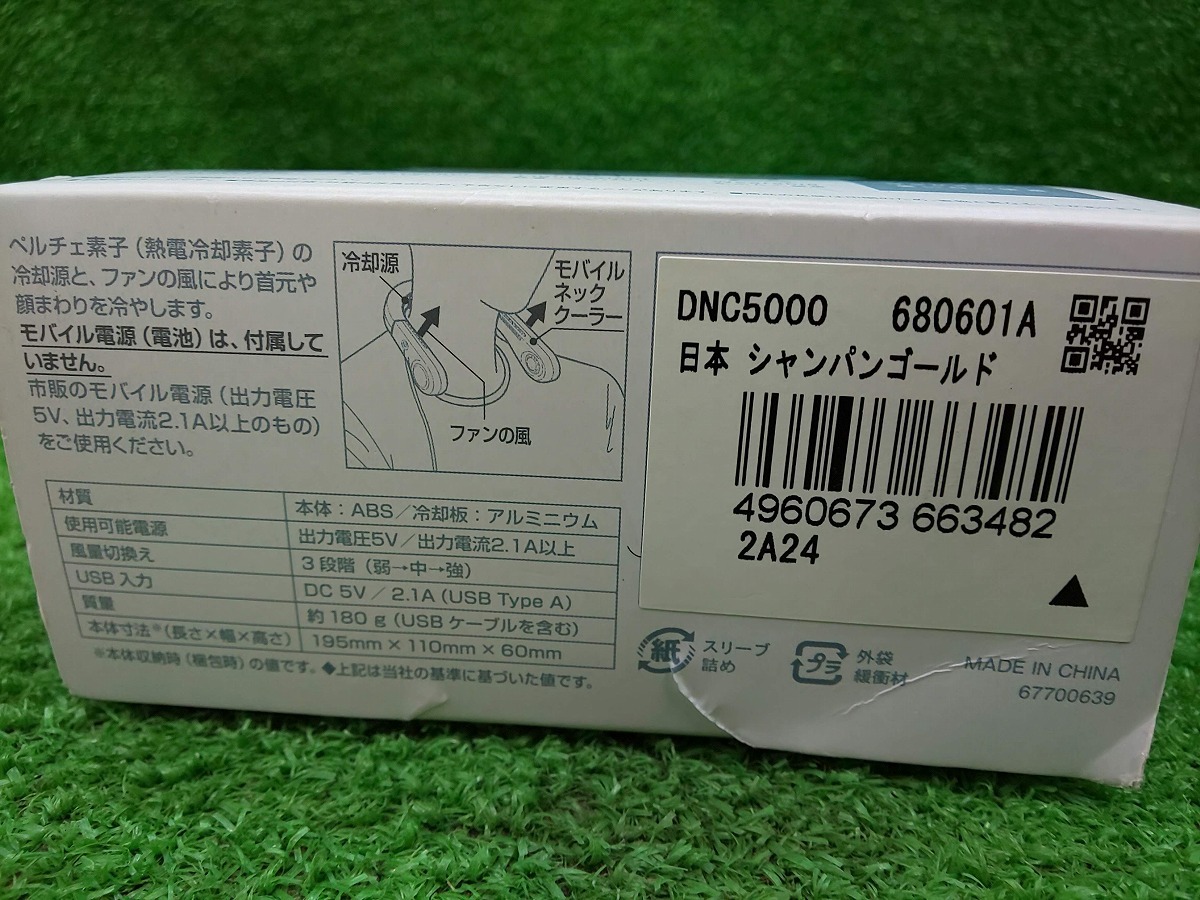 ペルチェ素子（熱電冷却素子）の
冷却源と、ファンの風により首元や
顔まわりを冷やします。
モバイル電源（電池）は、付属して
いません。
市販のモバイル電源（出力電圧
5V、出力電流2.1A以上のもの）
をご使用ください。
冷却源
モバイル
ネック
クーラー
ファンの風
材質 本体：ABS／冷却板：アルミニウム
使用可能電源 出力電圧5V／出力電流2.1A以上
風量切換え 3段階（弱→中→強）
USB入力 DC 5V／2.1A (USB Type A)
質量 約180g (USBケーブルを含む)
本体寸法※(長さ×幅×高さ) 195mm×110mm×60mm
※本体収納時（梱包時）の値です。◆上記は当社の基準に基づいた値です。
DNC5000 680601A
日本 シャンパンゴールド
4960673 663482
2A24
紙 スリーブ
詰め
プラ 外袋
緩衝材
MADE IN CHINA
67700639